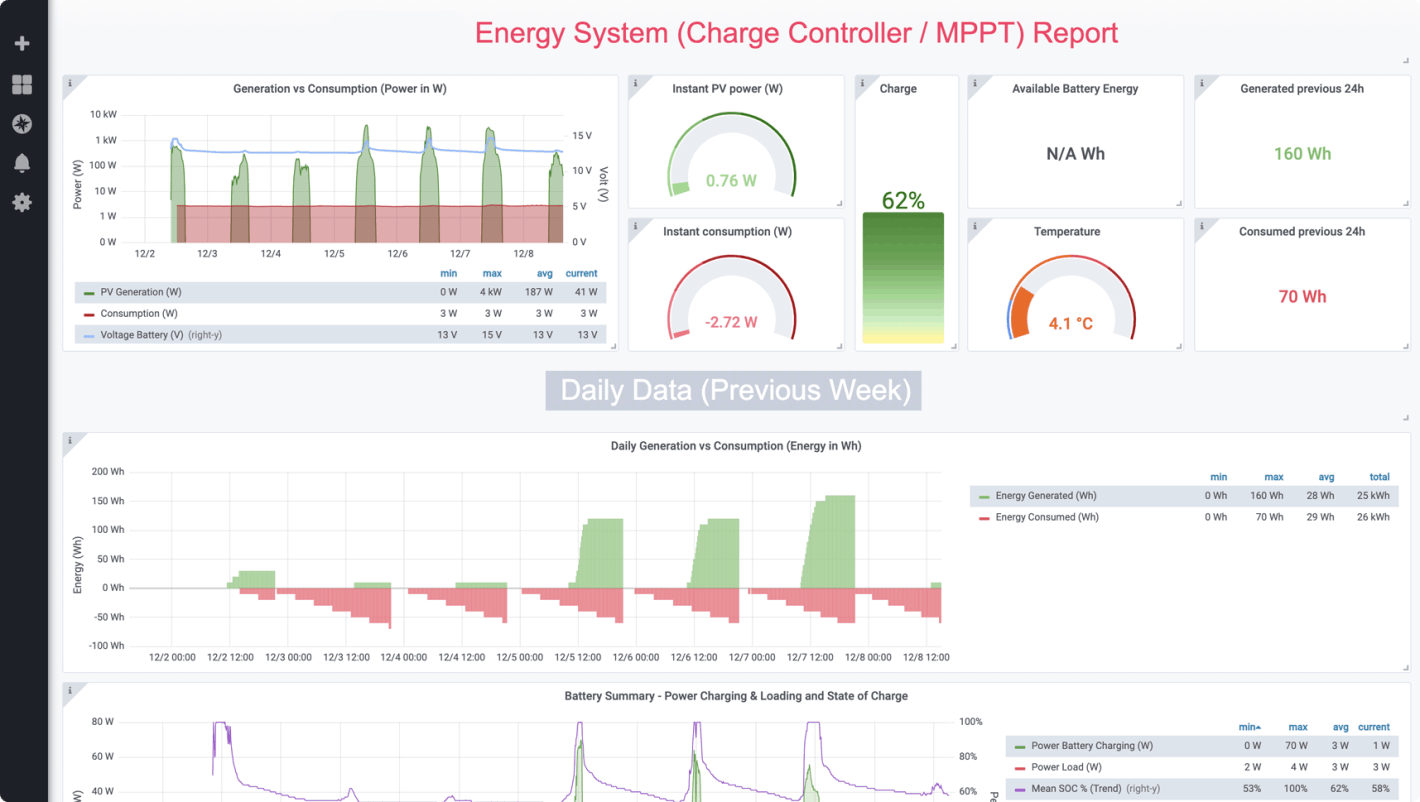 Energy System (Charge Controller / MPPT) Report
Generation vs Consumption (Power in W)
10 kW
1 kW
100 W
10 W
1 W
0 W
Power (W)
15 V
10 V
5 V
0 V
Volt (V)
12/2 12/3 12/4 12/5 12/6 12/7 12/8
min max avg current
PV Generation (W) 0 W 4 kW 187 W 41 W
Consumption (W) 3 W 3 W 3 W 3 W
Voltage Battery (V) (right-y) 13 V 15 V 13 V 13 V
Instant PV power (W)
0.76 W
Instant consumption (W)
-2.72 W
Charge
62%
Available Battery Energy
N/A Wh
Temperature
4.1 °C
Generated previous 24h
160 Wh
Consumed previous 24h
70 Wh
Daily Data (Previous Week)
Daily Generation vs Consumption (Energy in Wh)
200 Wh
150 Wh
100 Wh
50 Wh
0 Wh
-50 Wh
-100 Wh
Energy (Wh)
12/2 00:00 12/2 12:00 12/3 00:00 12/3 12:00 12/4 00:00 12/4 12:00 12/5 00:00 12/5 12:00 12/6 00:00 12/6 12:00 12/7 00:00 12/7 12:00 12/8 00:00 12/8 12:00
min max avg total
Energy Generated (Wh) 0 Wh 160 Wh 28 Wh 25 kWh
Energy Consumed (Wh) 0 Wh 70 Wh 29 Wh 26 kWh
Battery Summary - Power Charging & Loading and State of Charge
80 W
60 W
40 W
100%
80%
60%
min max avg current
Power Battery Charging (W) 0 W 70 W 3 W 1 W
Power Load (W) 2 W 4 W 3 W 3 W
Mean SOC % (Trend) (right-y) 53% 100% 62% 58%